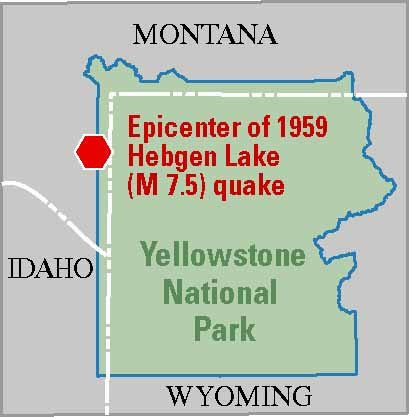 MONTANA
Epicenter of 1959
Hebgen Lake
(M 7.5) quake
Yellowstone
National
Park
IDAHO
WYOMING